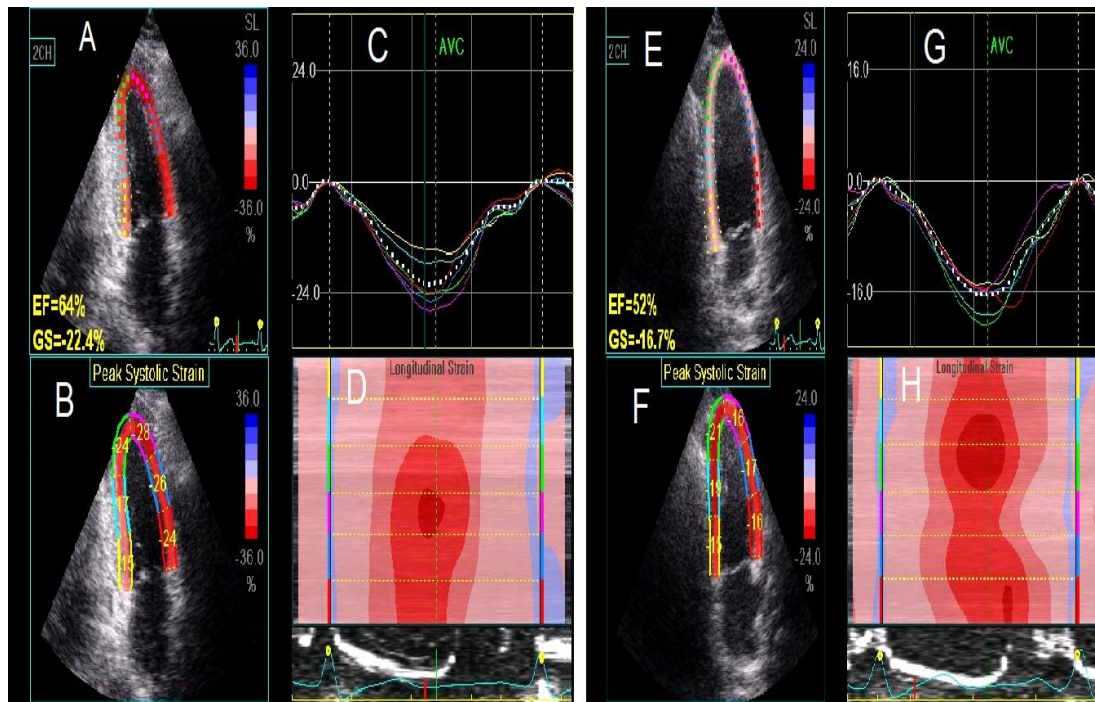 A
SL
36.0
2CH
-36.0
%
EF=64%
GS=-22.4%
C
AVC
24.0
0.0
-24.0
E
SL
24.0
2CH
-24.0
%
EF=52%
GS=-16.7%
G
AVC
16.0
0.0
-16.0
Peak Systolic Strain
B
36.0
-24
-28
-26
-17
-24
-15
-36.0
%
Longitudinal Strain
D
Peak Systolic Strain
F
24.0
-16
-21
-17
-19
-16
-15
-24.0
%
Longitudinal Strain
H